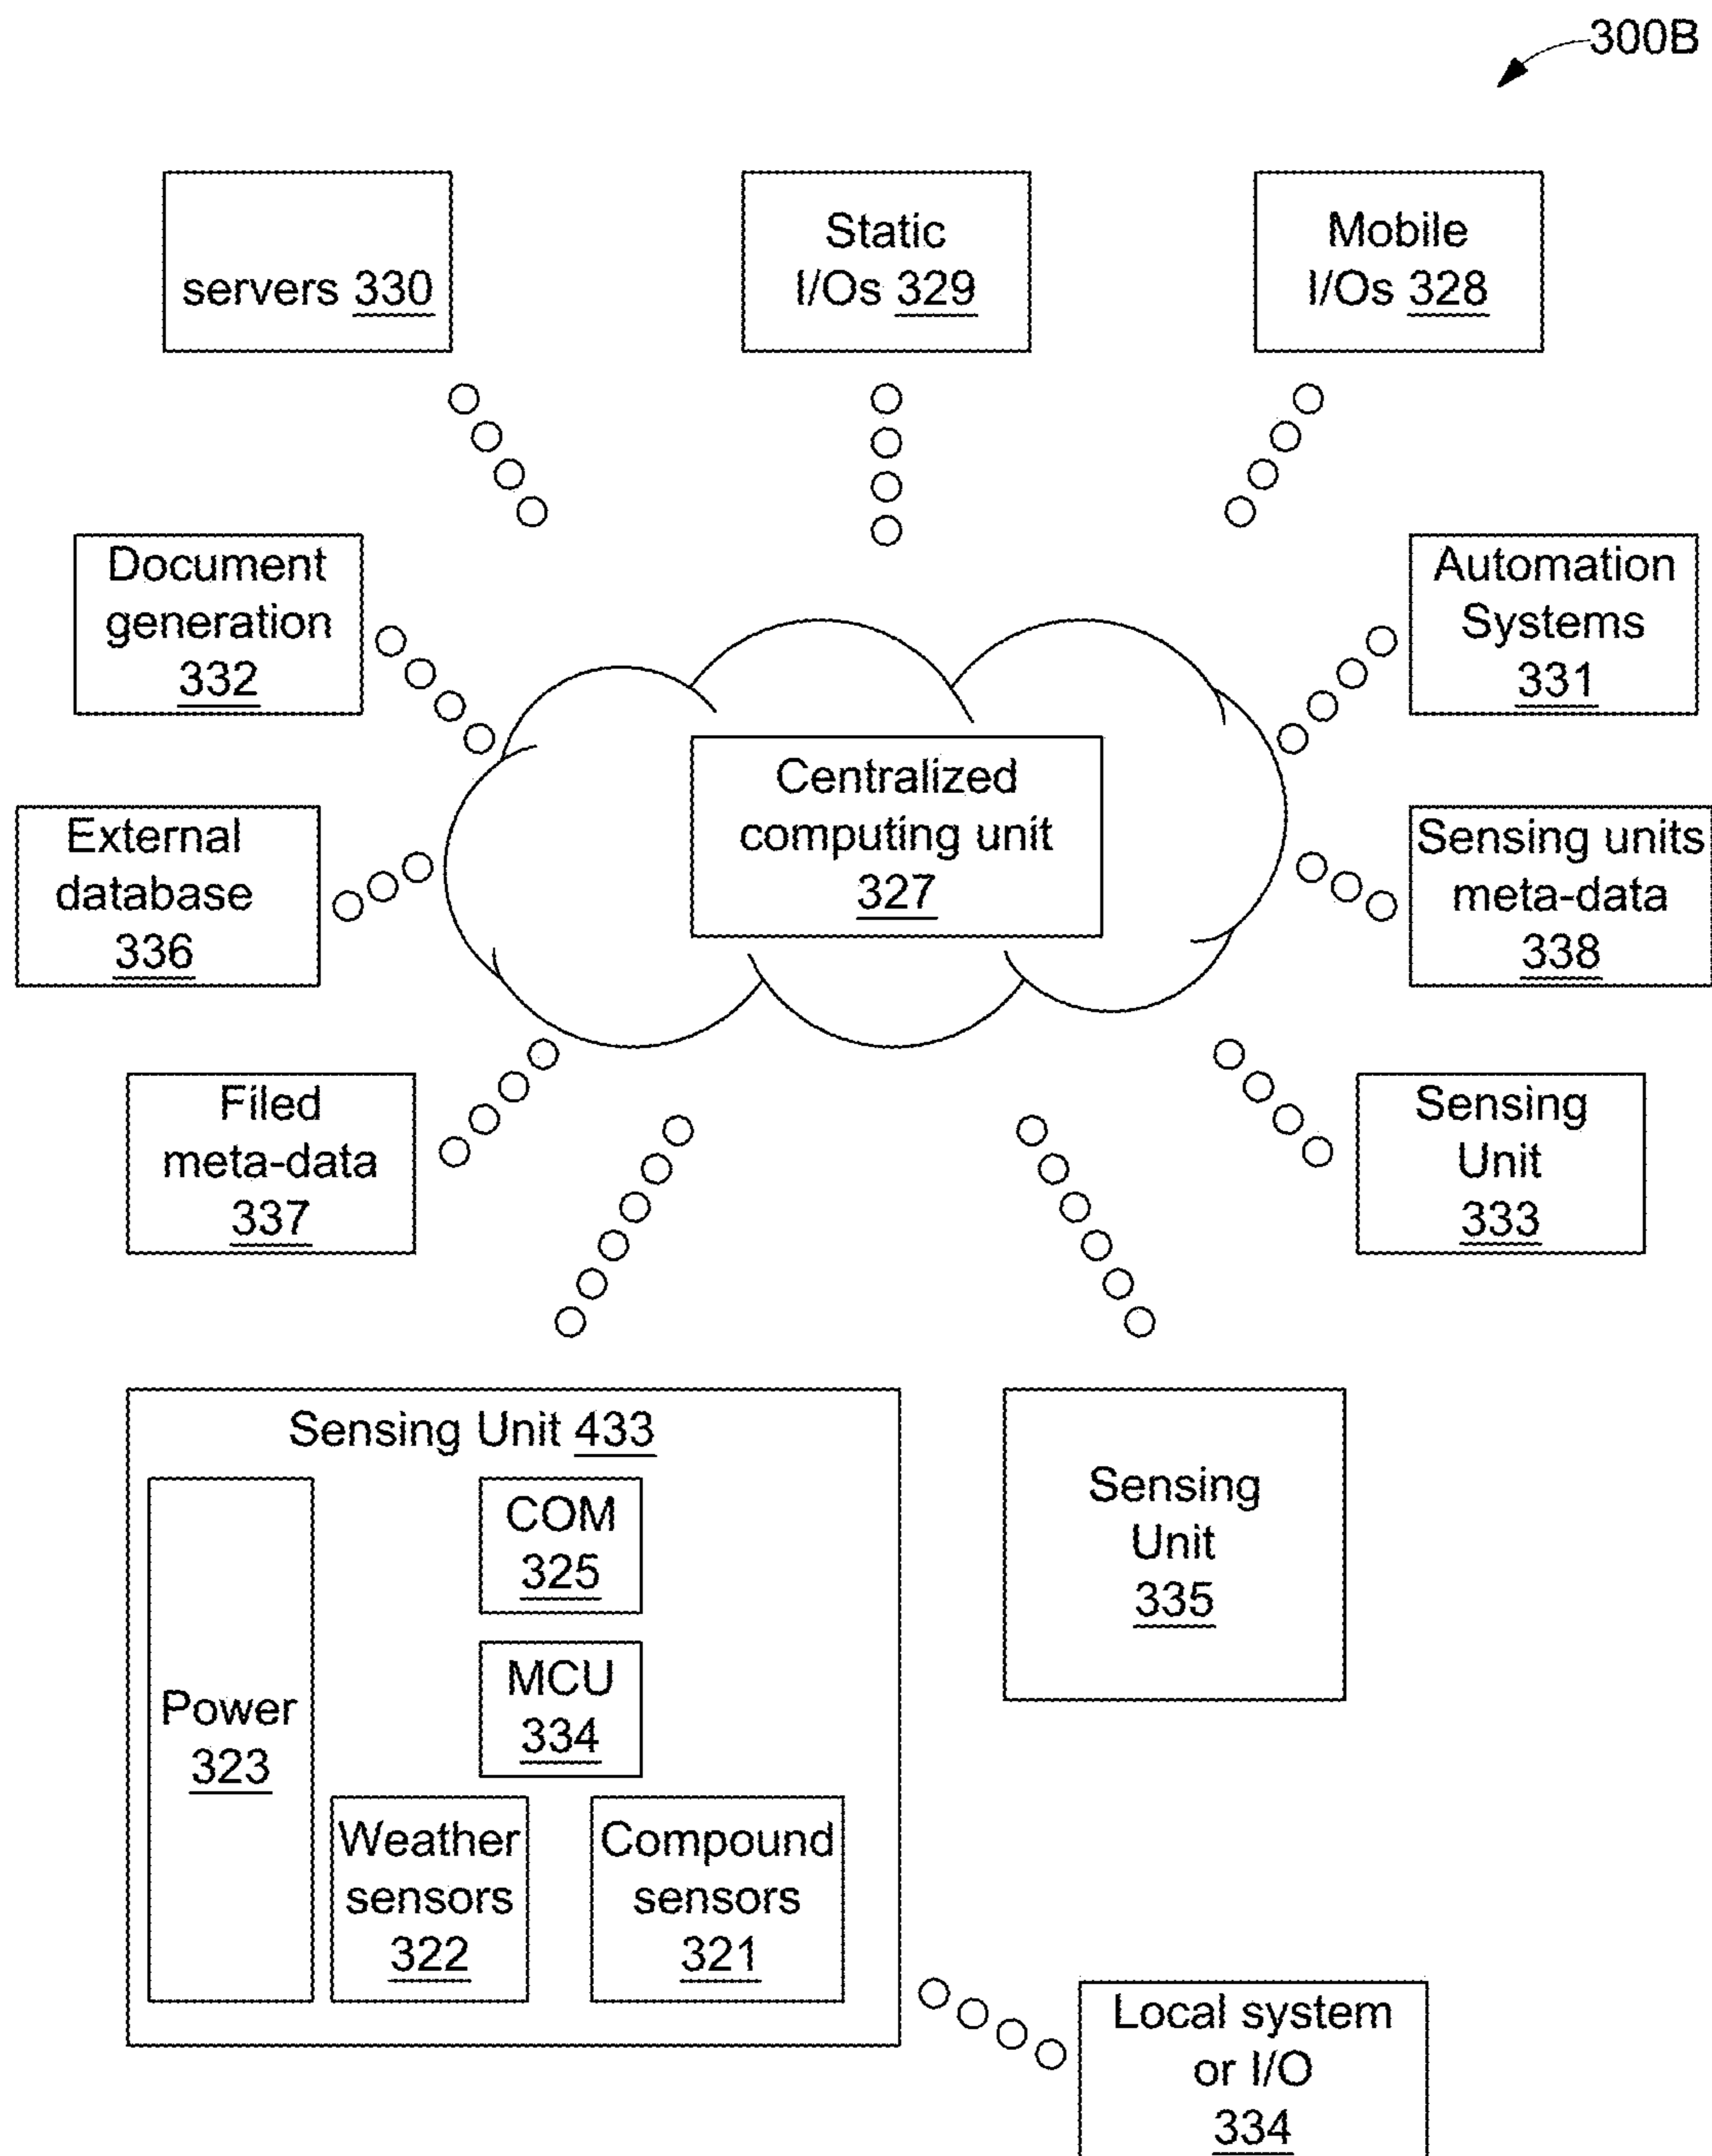 300B
servers 330
Static
I/Os 329
Mobile
I/Os 328
Document
generation
332
Automation
Systems
331
Centralized
computing unit
327
External
database
336
Sensing units
meta-data
338
Filed
meta-data
337
Sensing
Unit
333
Sensing Unit 433
COM
325
MCU
334
Power
323
Weather
sensors
322
Compound
sensors
321
Sensing
Unit
335
Local system
or I/O
334